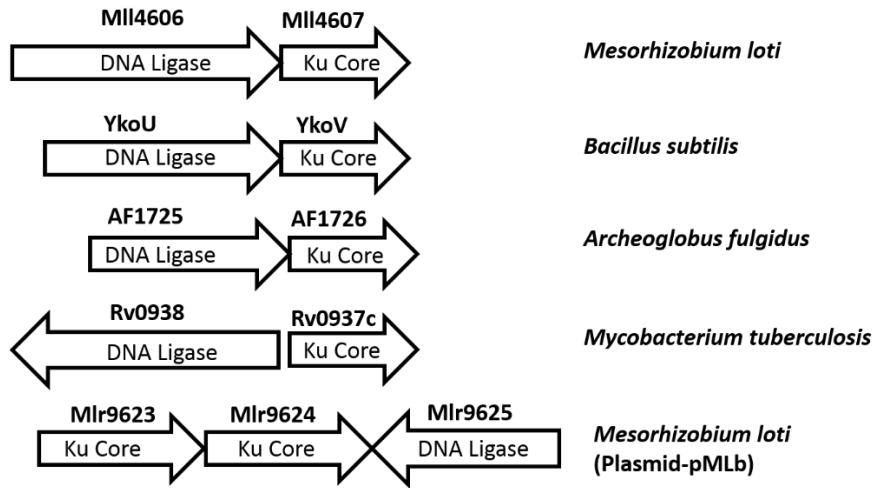 Mll4606 Mll4607
DNA Ligase Ku Core Mesorhizobium loti
YkoU YkoV
DNA Ligase Ku Core Bacillus subtilis
AF1725 AF1726
DNA Ligase Ku Core Archeoglobus fulgidus
Rv0938 Rv0937c
DNA Ligase Ku Core Mycobacterium tuberculosis
Mlr9623 Mlr9624 Mlr9625
Ku Core Ku Core DNA Ligase Mesorhizobium loti
(Plasmid-pMLb)